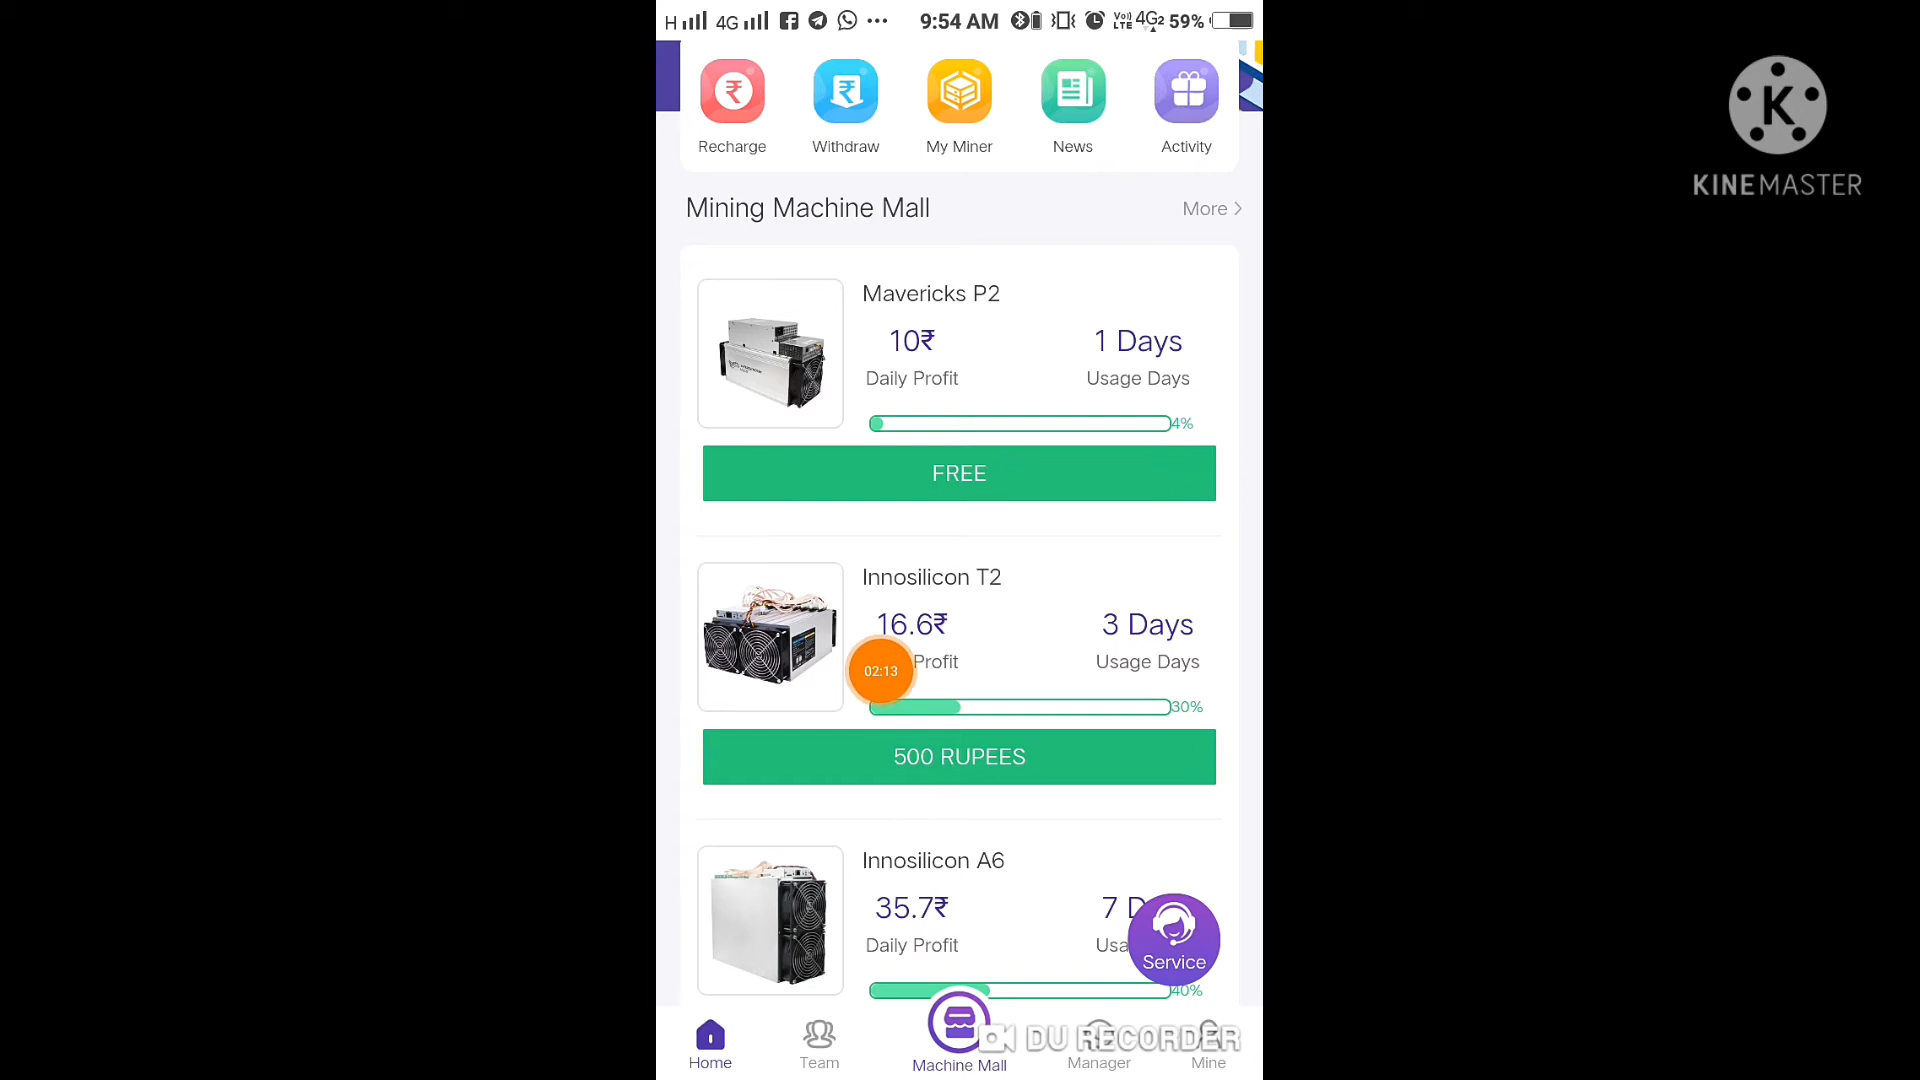 H 4G 9:54 AM VoI) LTE 4G2 59%
K
KINEMASTER
Recharge Withdraw My Miner News Activity
Mining Machine Mall More >
Mavericks P2
10₹ 1 Days
Daily Profit Usage Days
4%
FREE
Innosilicon T2
16.6₹ 3 Days
Profit Usage Days
02:13
30%
500 RUPEES
Innosilicon A6
35.7₹ 7 D
Daily Profit Usa
Service
40%
DU RECORDER
Home Team Machine Mall Manager Mine